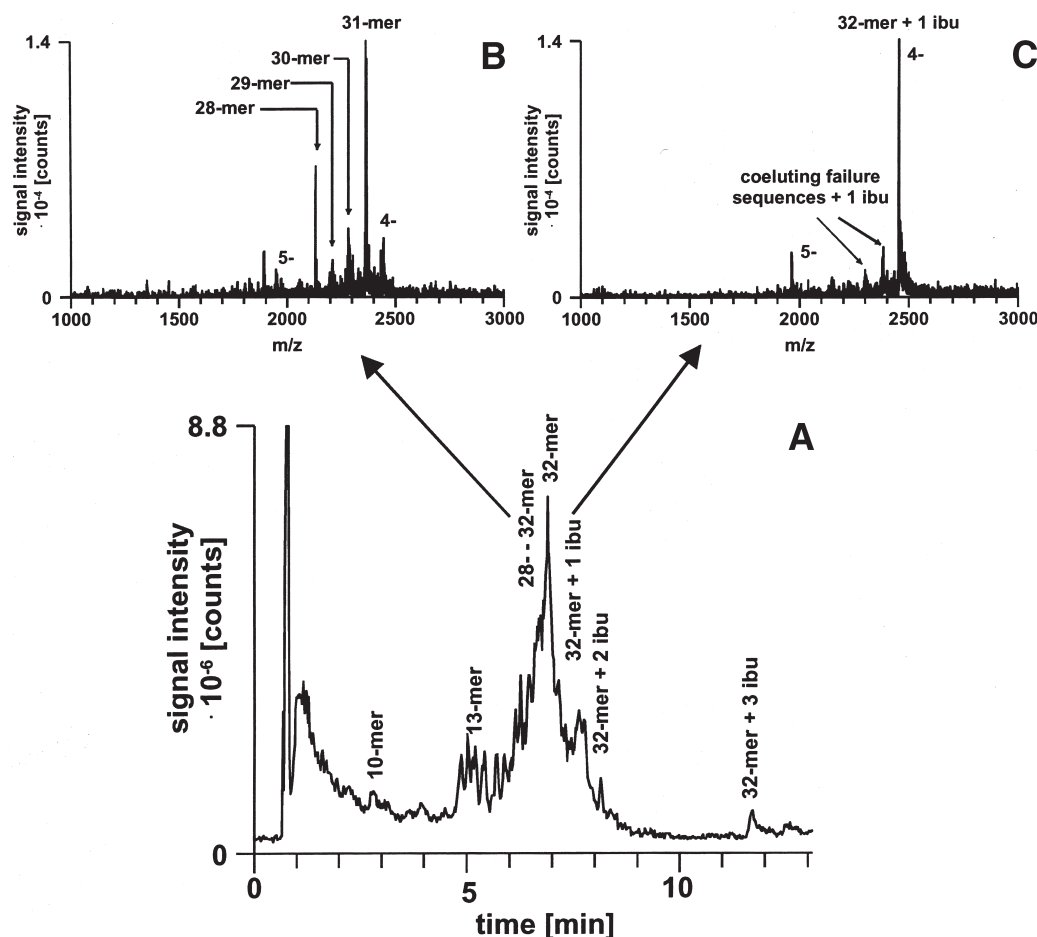 31-mer
1.4
30-mer
B
29-mer
28-mer
signal intensity
· 10⁻⁴ [counts]
4-
5-
0
1000 1500 2000 2500 3000
m/z
32-mer + 1 ibu
1.4
4-
C
signal intensity
· 10⁻⁴ [counts]
coeluting failure
sequences + 1 ibu
5-
0
1000 1500 2000 2500 3000
m/z
A
8.8
signal intensity
· 10⁻⁶ [counts]
10-mer
13-mer
28- - 32-mer
32-mer
32-mer + 1 ibu
32-mer + 2 ibu
32-mer + 3 ibu
0
0 5 10
time [min]